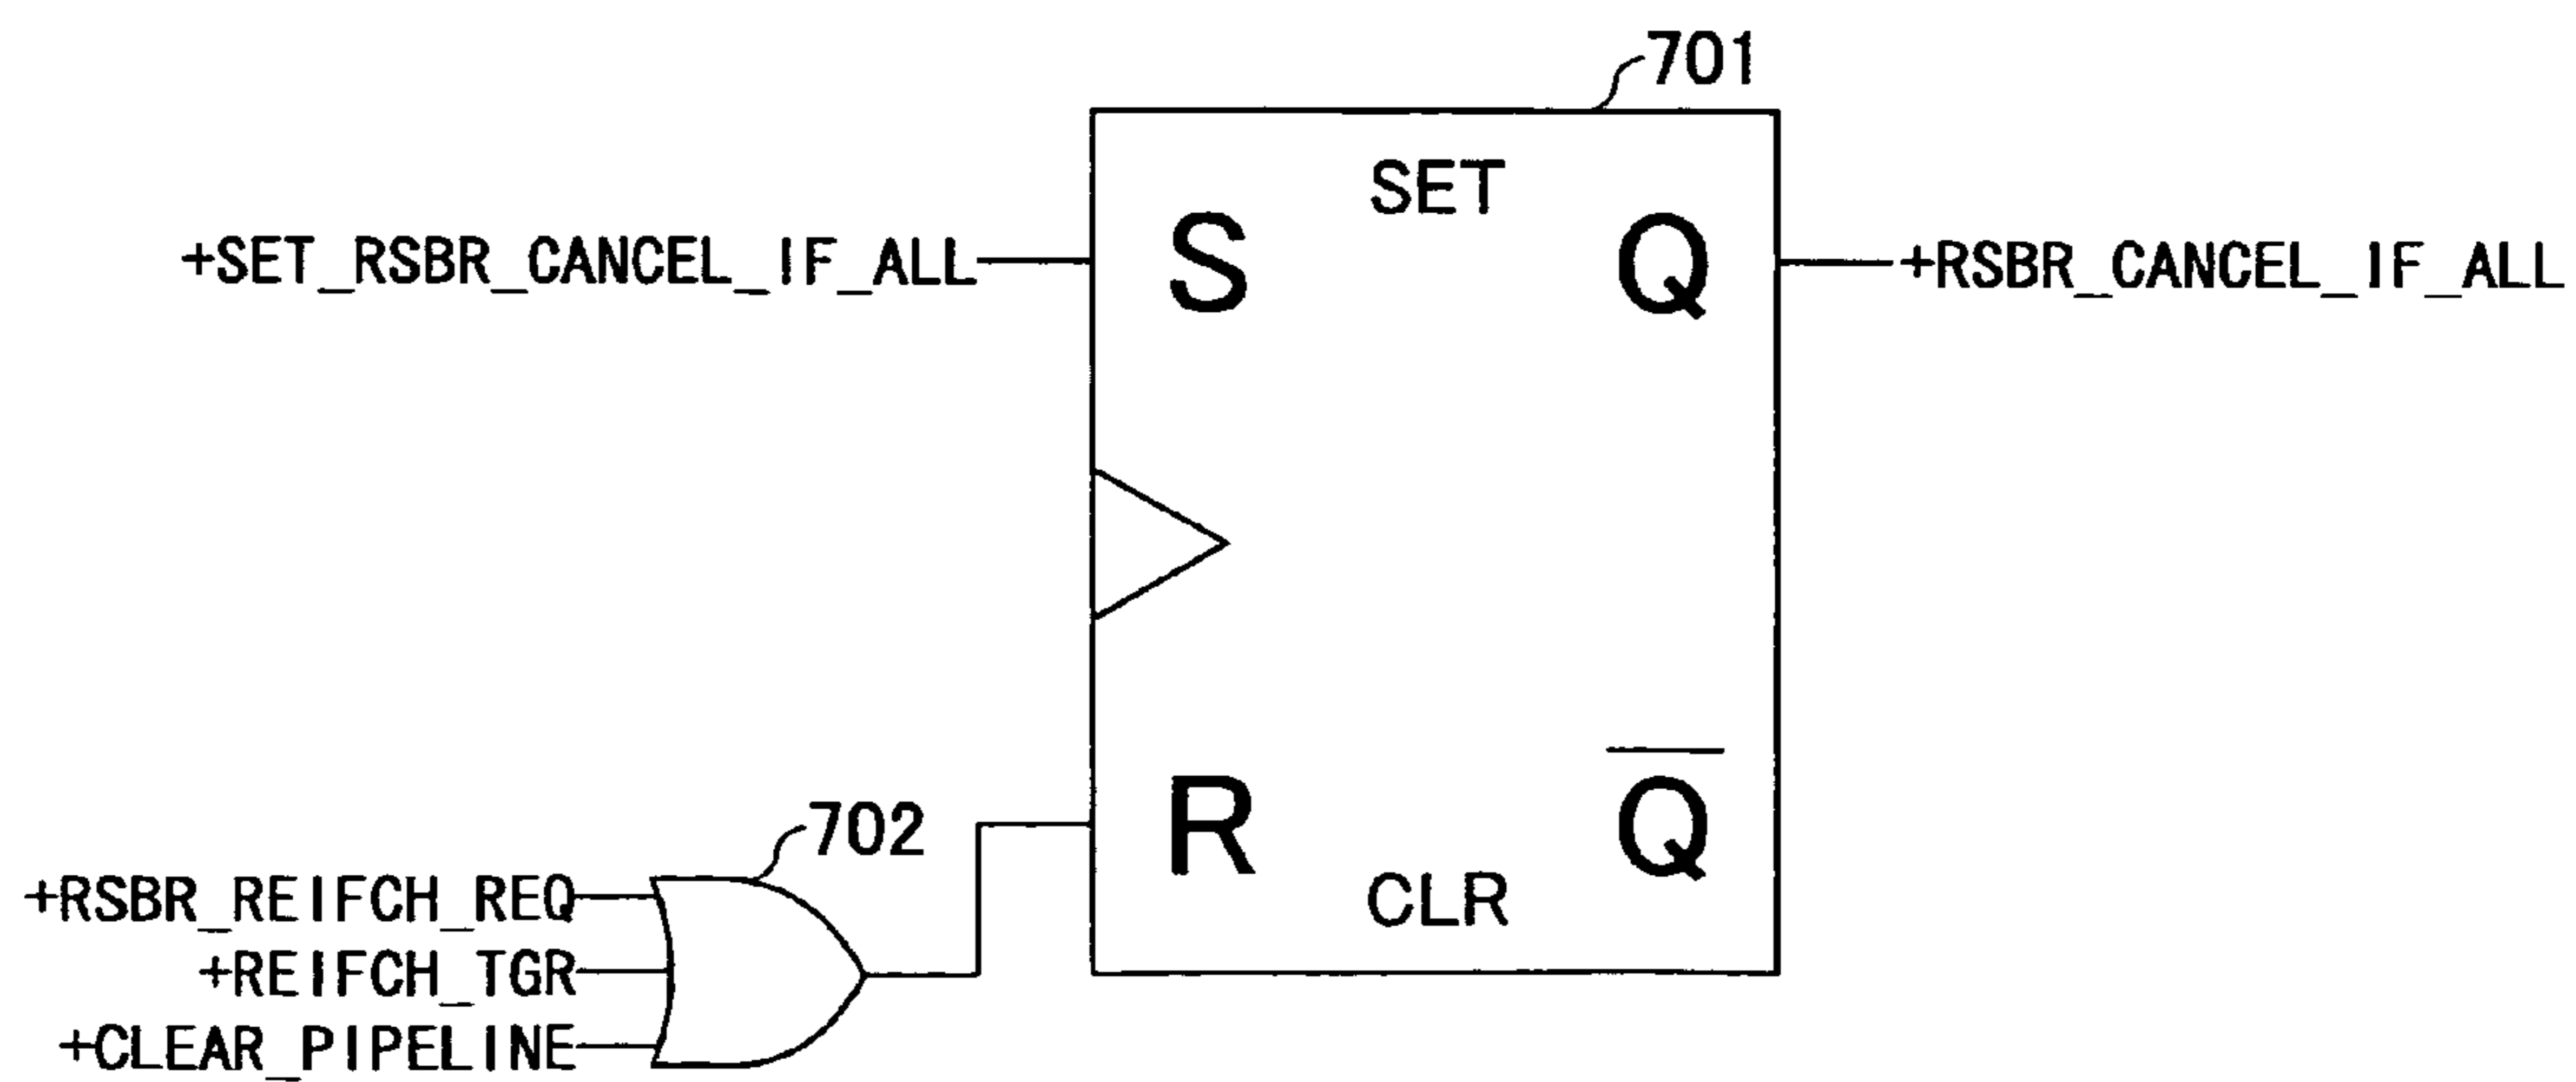 701
SET
+SET_RSBR_CANCEL_IF_ALL
S
Q
+RSBR_CANCEL_IF_ALL
702
R
Q
CLR
+RSBR_REIFCH_REQ
+REIFCH_TGR
+CLEAR_PIPELINE